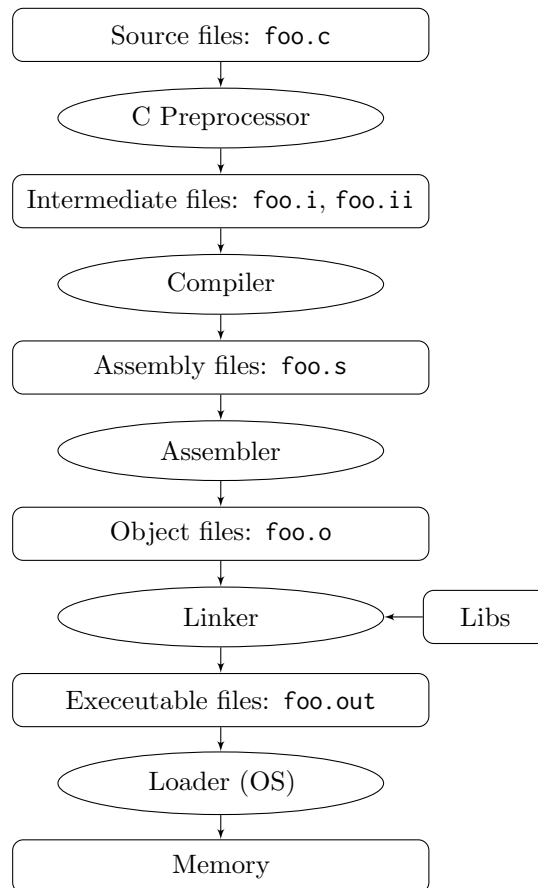 Source files: foo.c
C Preprocessor
Intermediate files: foo.i, foo.ii
Compiler
Assembly files: foo.s
Assembler
Object files: foo.o
Linker
Libs
Execeutable files: foo.out
Loader (OS)
Memory